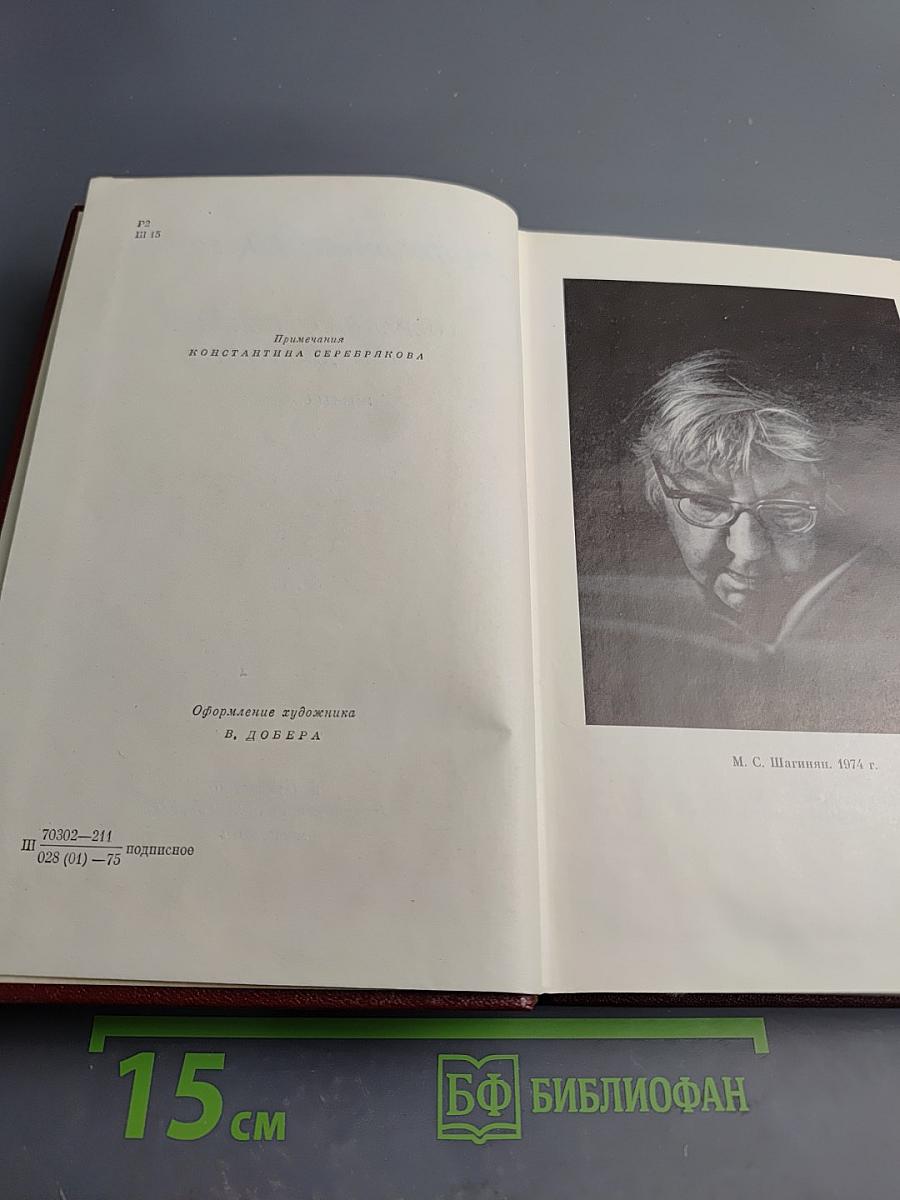 Р2
Ш 15
Примечания
КОНСТАНТИНА СЕРЕБРЯКОВА
Оформление художника
В. ДОБЕРА
Ш 70302—211
028 (01) —75 подписное
М. С. Шагинян. 1974 г.
15 см
БФ БИБЛИОФАН